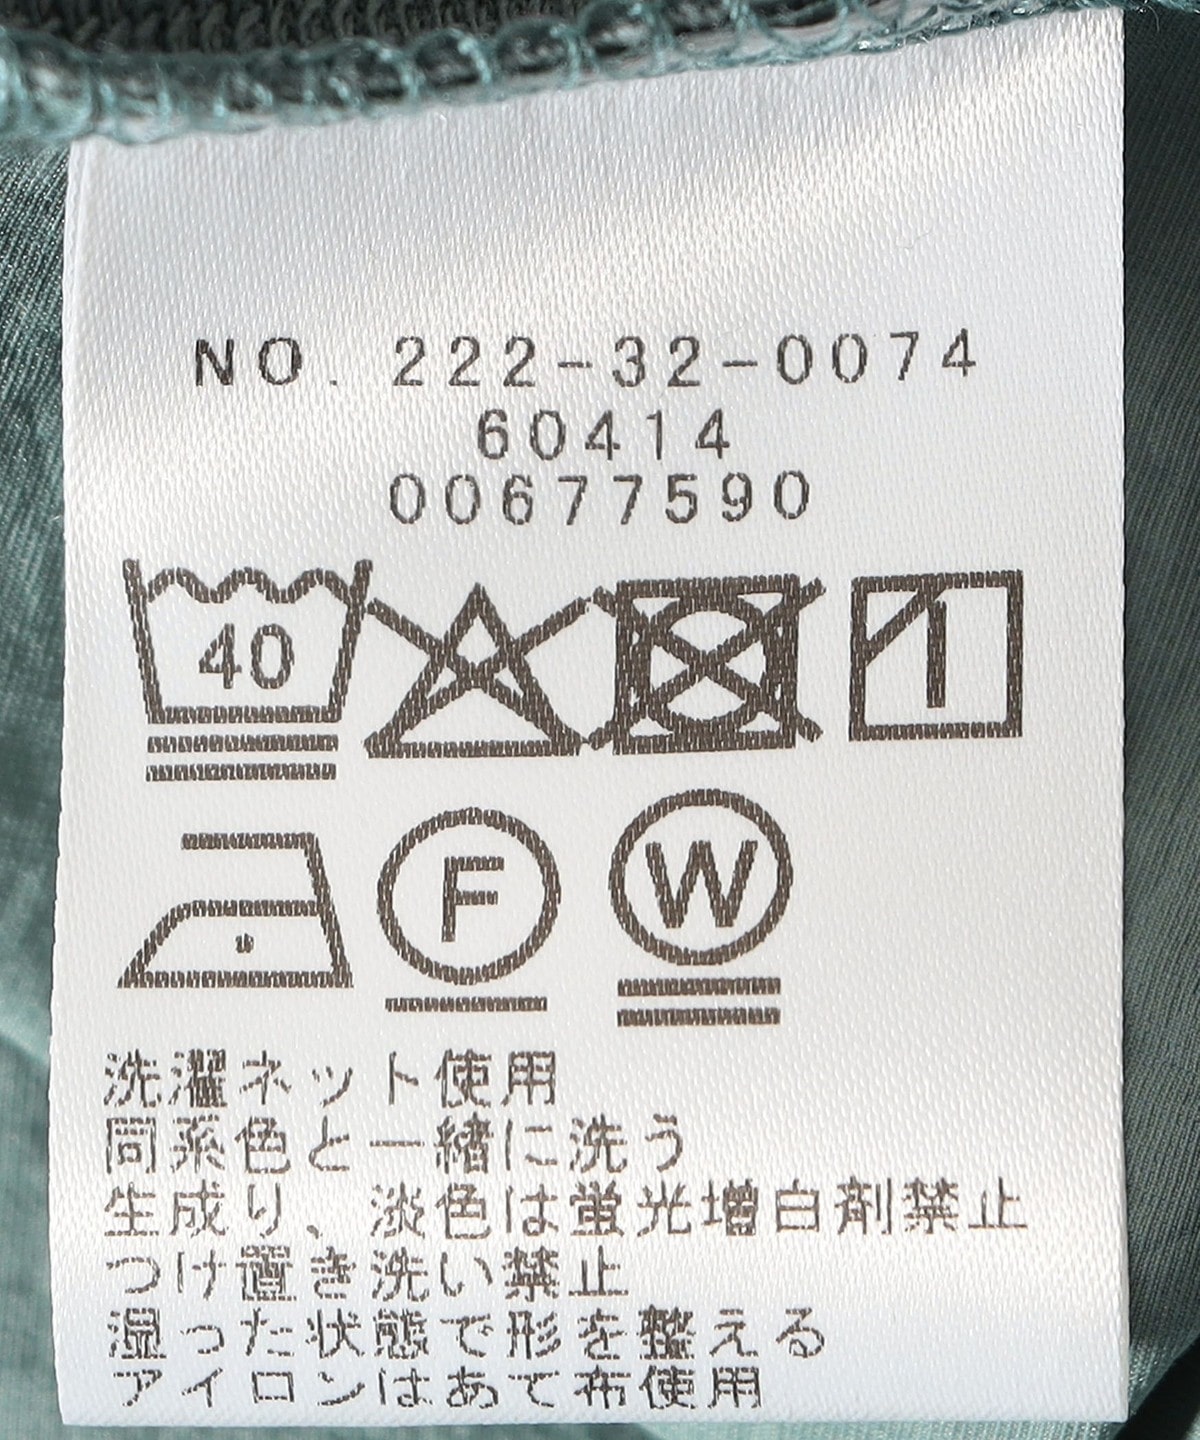 NO. 222-32-0074
60414
00677590
40
F
W
洗濯ネット使用
同系色と一緒に洗う
生成り、淡色は蛍光増白剤禁止
つけ置き洗い禁止
湿った状態で形を整える
アイロンはあて布使用